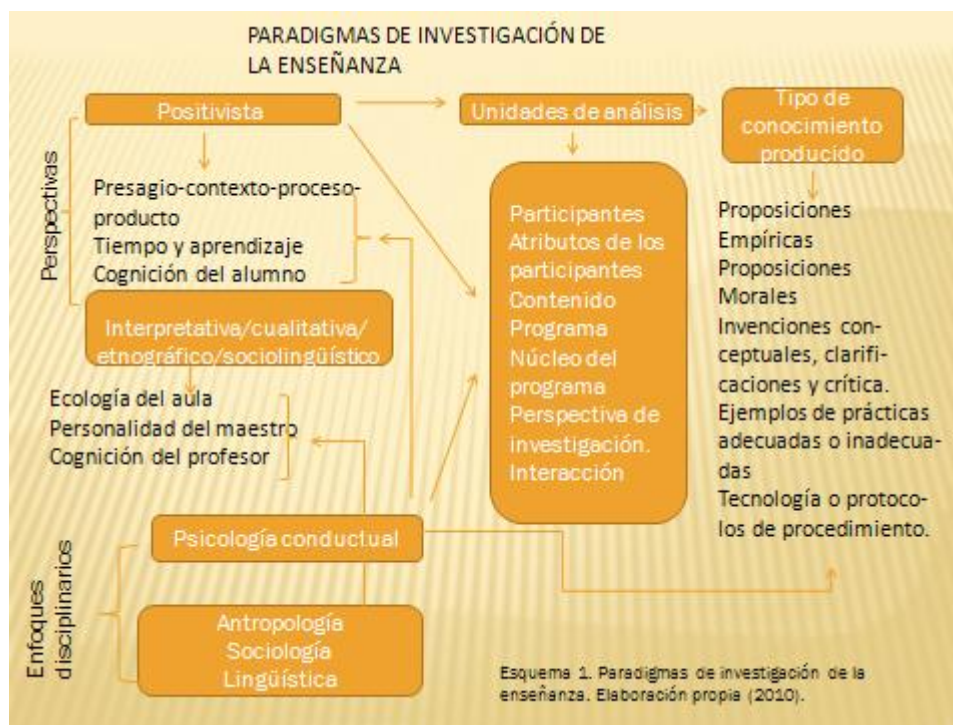 PARADIGMAS DE INVESTIGACIÓN DE
LA ENSEÑANZA
Perspectivas
Positivista
Presagio-contexto-proceso-
producto
Tiempo y aprendizaje
Cognición del alumno
Interpretativa/cualitativa/
etnográfico/sociolingüístico
Ecología del aula
Personalidad del maestro
Cognición del profesor
Unidades de análisis
Participantes
Atributos de los
participantes
Contenido
Programa
Núcleo del
programa
Perspectiva de
investigación.
Interacción
Tipo de
conocimiento
producido
Proposiciones
Empíricas
Proposiciones
Morales
Invenciones con-
ceptuales, clarifi-
caciones y crítica.
Ejemplos de prácticas
adecuadas o inadecua-
das
Tecnología o protoco-
los de procedimiento.
Enfoques
disciplinarios
Psicología conductual
Antropología
Sociología
Lingüística
Esquema 1. Paradigmas de investigación de la
enseñanza. Elaboración propia (2010).